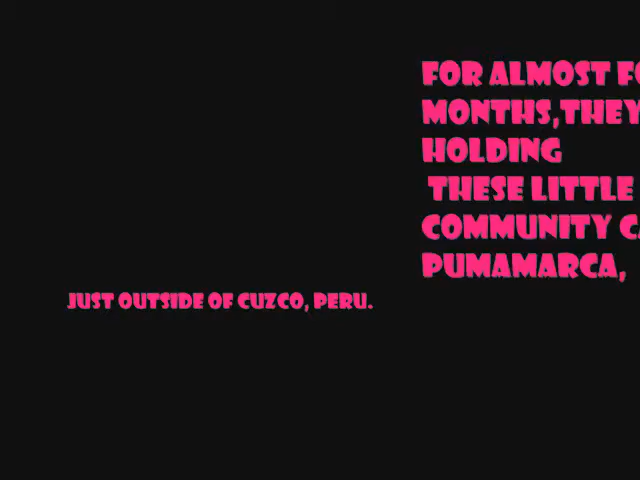 FOR ALMOST
MONTHS, THEY
HOLDING
THESE LITTLE
COMMUNITY
PUMAMARCA,
JUST OUTSIDE OF CUZCO, PERU.